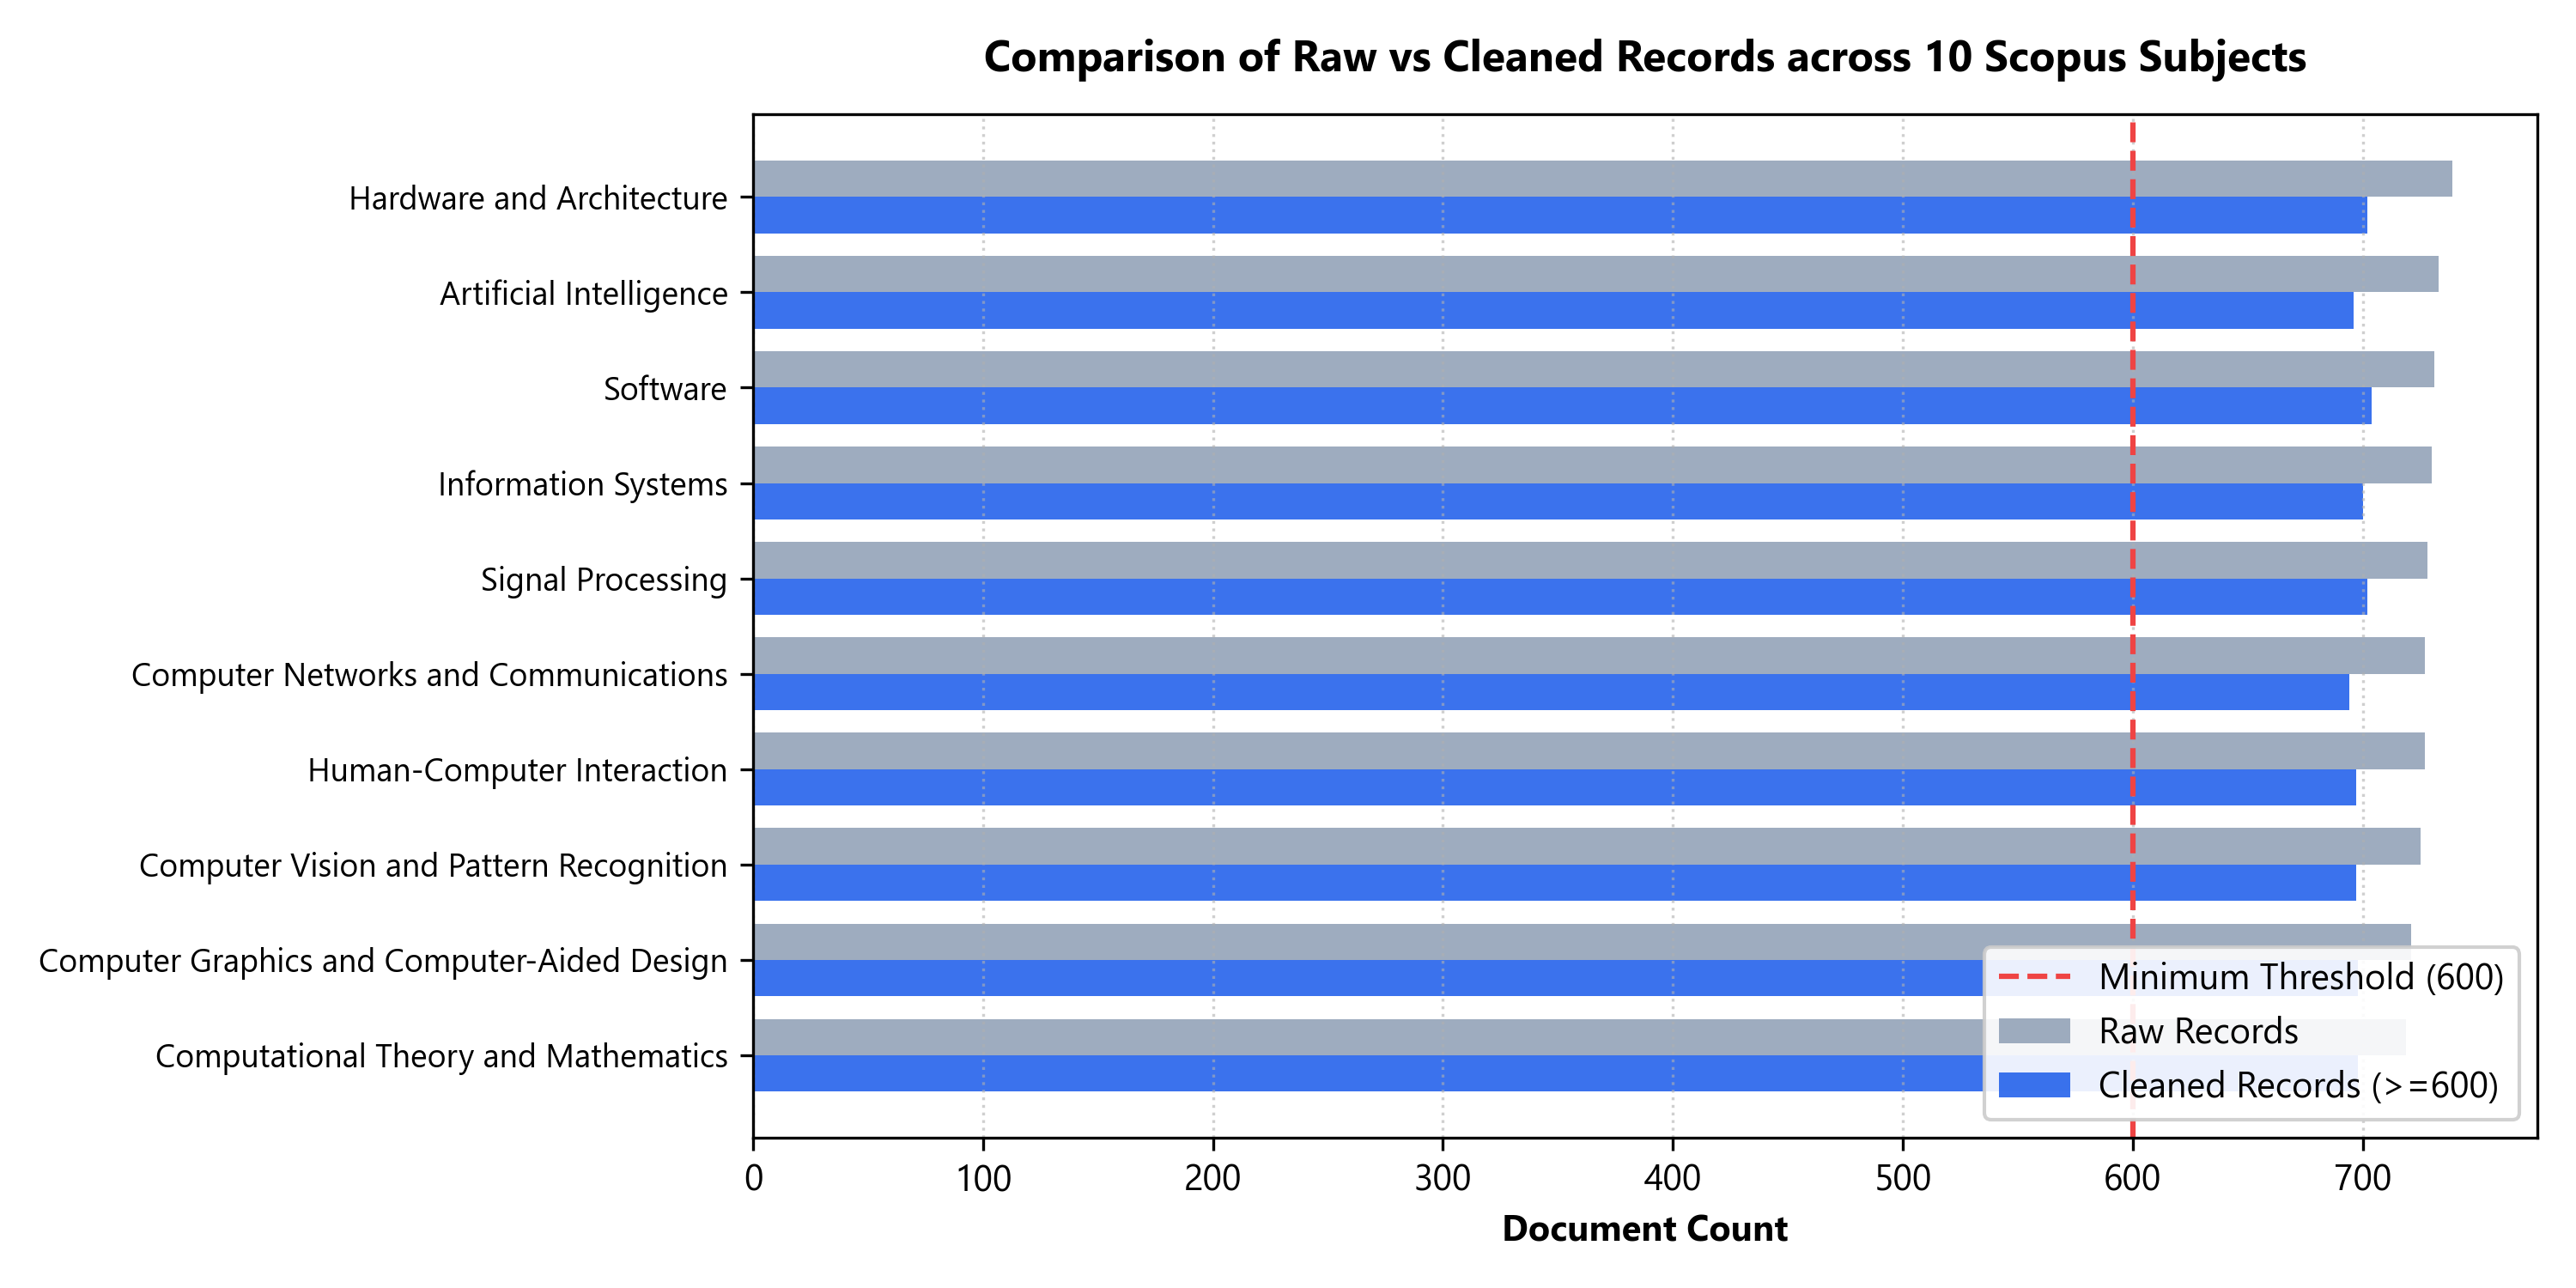 Comparison of Raw vs Cleaned Records across 10 Scopus Subjects
Hardware and Architecture
Artificial Intelligence
Software
Information Systems
Signal Processing
Computer Networks and Communications
Human-Computer Interaction
Computer Vision and Pattern Recognition
Computer Graphics and Computer-Aided Design
Computational Theory and Mathematics
Minimum Threshold (600)
Raw Records
Cleaned Records (>=600)
0 100 200 300 400 500 600 700
Document Count